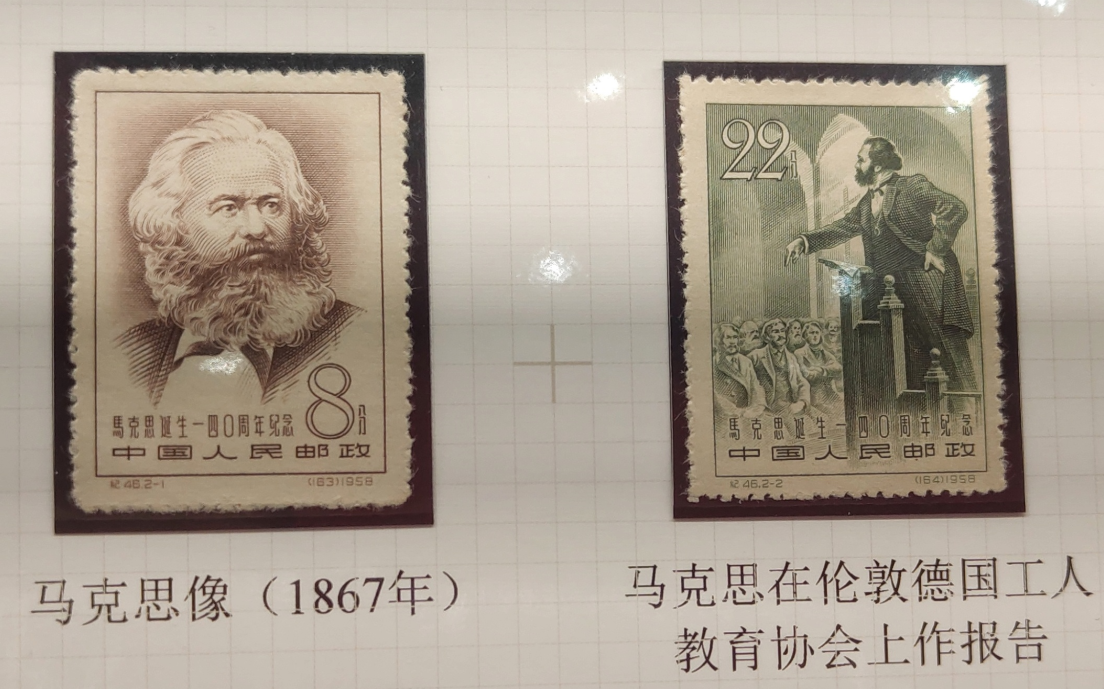 8分
馬克思诞生一四〇周年纪念
中国人民邮政
紀46.2-1 (163)1958
22分
馬克思诞生一四〇周年纪念
中国人民邮政
紀46.2-2 (164)1958
马克思像（1867年）
马克思在伦敦德国工人
教育协会上作报告